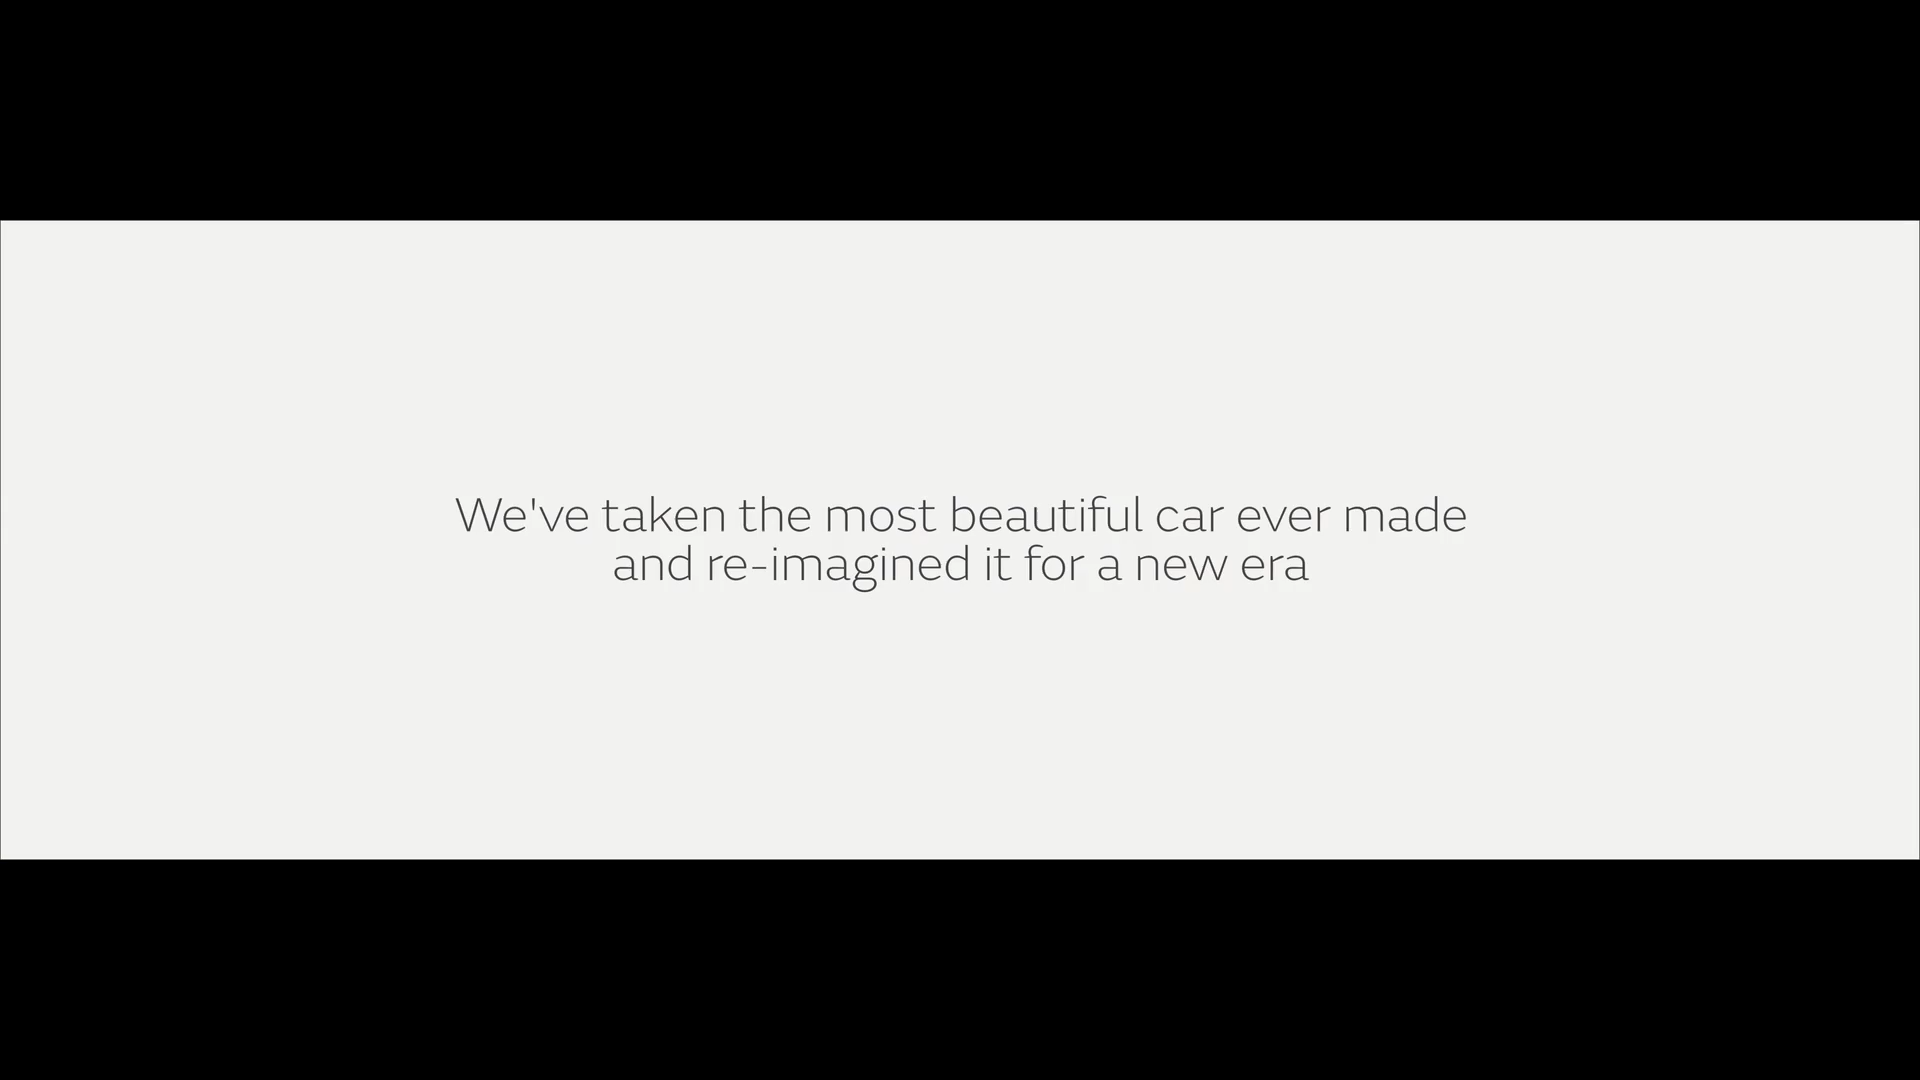 We've taken the most beautiful car ever made
and re-imagined it for a new era